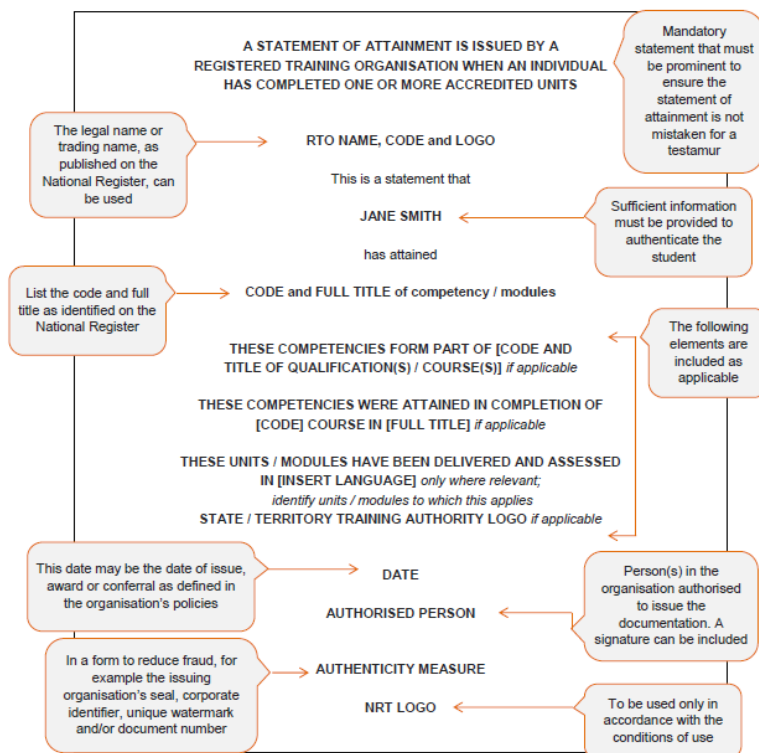 A STATEMENT OF ATTAINMENT IS ISSUED BY A
REGISTERED TRAINING ORGANISATION WHEN AN INDIVIDUAL
HAS COMPLETED ONE OR MORE ACCREDITED UNITS
Mandatory
statement that must
be prominent to
ensure the
statement of
attainment is not
mistaken for a
testamur
The legal name or
trading name, as
published on the
National Register, can
be used
RTO NAME, CODE and LOGO
This is a statement that
JANE SMITH
Sufficient information
must be provided to
authenticate the
student
has attained
List the code and full
title as identified on the
National Register
CODE and FULL TITLE of competency / modules
The following
elements are
included as
applicable
THESE COMPETENCIES FORM PART OF [CODE AND
TITLE OF QUALIFICATION(S) / COURSE(S)] if applicable
THESE COMPETENCIES WERE ATTAINED IN COMPLETION OF
[CODE] COURSE IN [FULL TITLE] if applicable
THESE UNITS / MODULES HAVE BEEN DELIVERED AND ASSESSED
IN [INSERT LANGUAGE] only where relevant;
identify units / modules to which this applies
STATE / TERRITORY TRAINING AUTHORITY LOGO if applicable
This date may be the date of issue,
award or conferral as defined in
the organisation's policies
DATE
Person(s) in the
organisation authorised
to issue the
documentation. A
signature can be included
AUTHORISED PERSON
In a form to reduce fraud, for
example the issuing
organisation's seal, corporate
identifier, unique watermark
and/or document number
AUTHENTICITY MEASURE
NRT LOGO
To be used only in
accordance with the
conditions of use